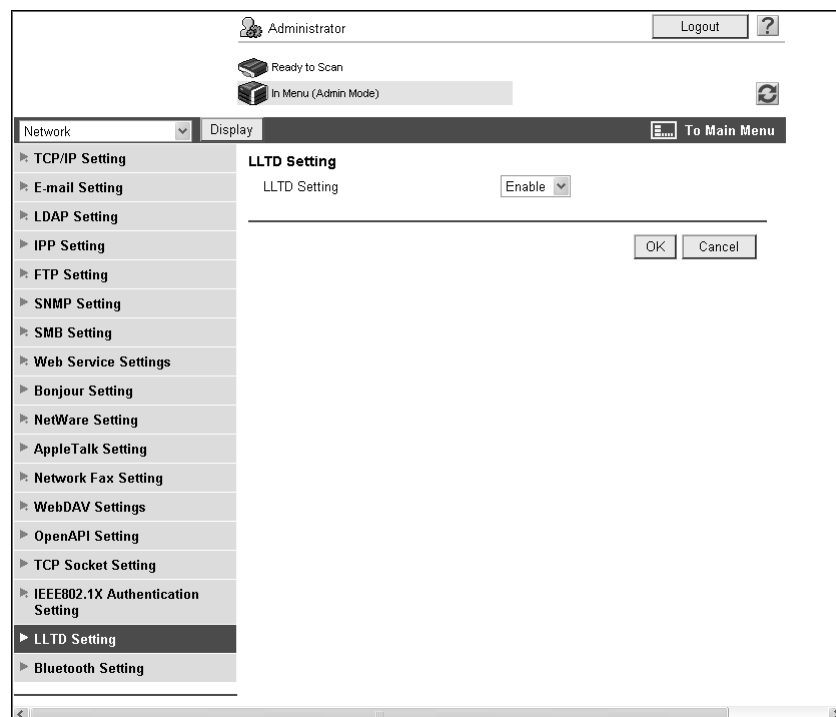 Administrator
Logout
?
Ready to Scan
In Menu (Admin Mode)
Network
Display
To Main Menu
TCP/IP Setting
E-mail Setting
LDAP Setting
IPP Setting
FTP Setting
SNMP Setting
SMB Setting
Web Service Settings
Bonjour Setting
NetWare Setting
AppleTalk Setting
Network Fax Setting
WebDAV Settings
OpenAPI Setting
TCP Socket Setting
IEEE802.1X Authentication
Setting
LLTD Setting
Bluetooth Setting
LLTD Setting
LLTD Setting
Enable
OK
Cancel